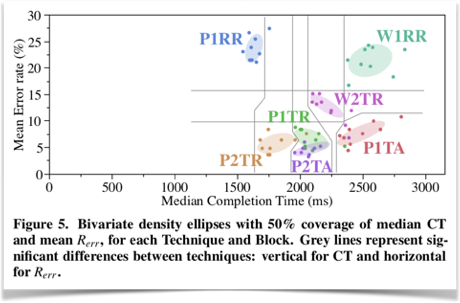 30
25
20
15
10
5
0
Mean Error rate (%)
P1RR
W1RR
W2TR
P1TR
P2TR
P2TA
P1TA
0 500 1000 1500 2000 2500 3000
Median Completion Time (ms)
Figure 5. Bivariate density ellipses with 50% coverage of median CT
and mean Rerr, for each Technique and Block. Grey lines represent sig-
nificant differences between techniques: vertical for CT and horizontal
for Rerr.